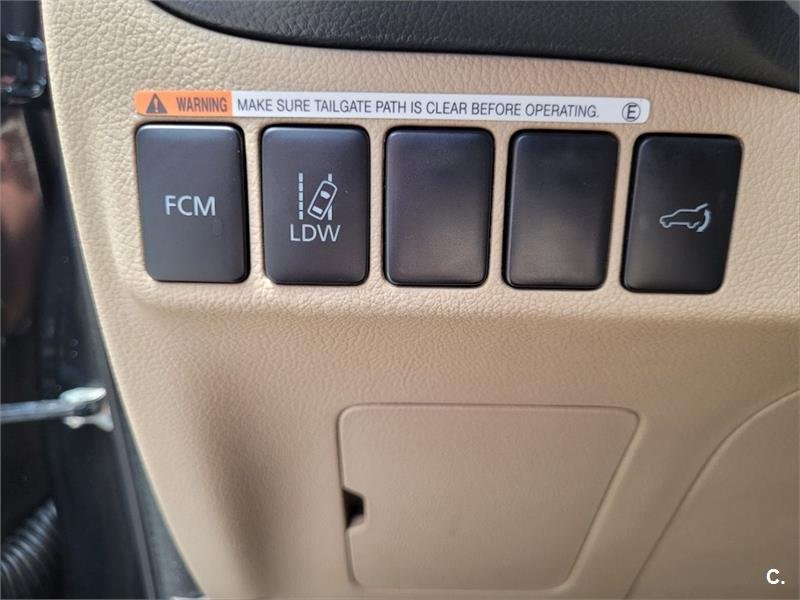 WARNING MAKE SURE TAILGATE PATH IS CLEAR BEFORE OPERATING. E
FCM
LDW
C.